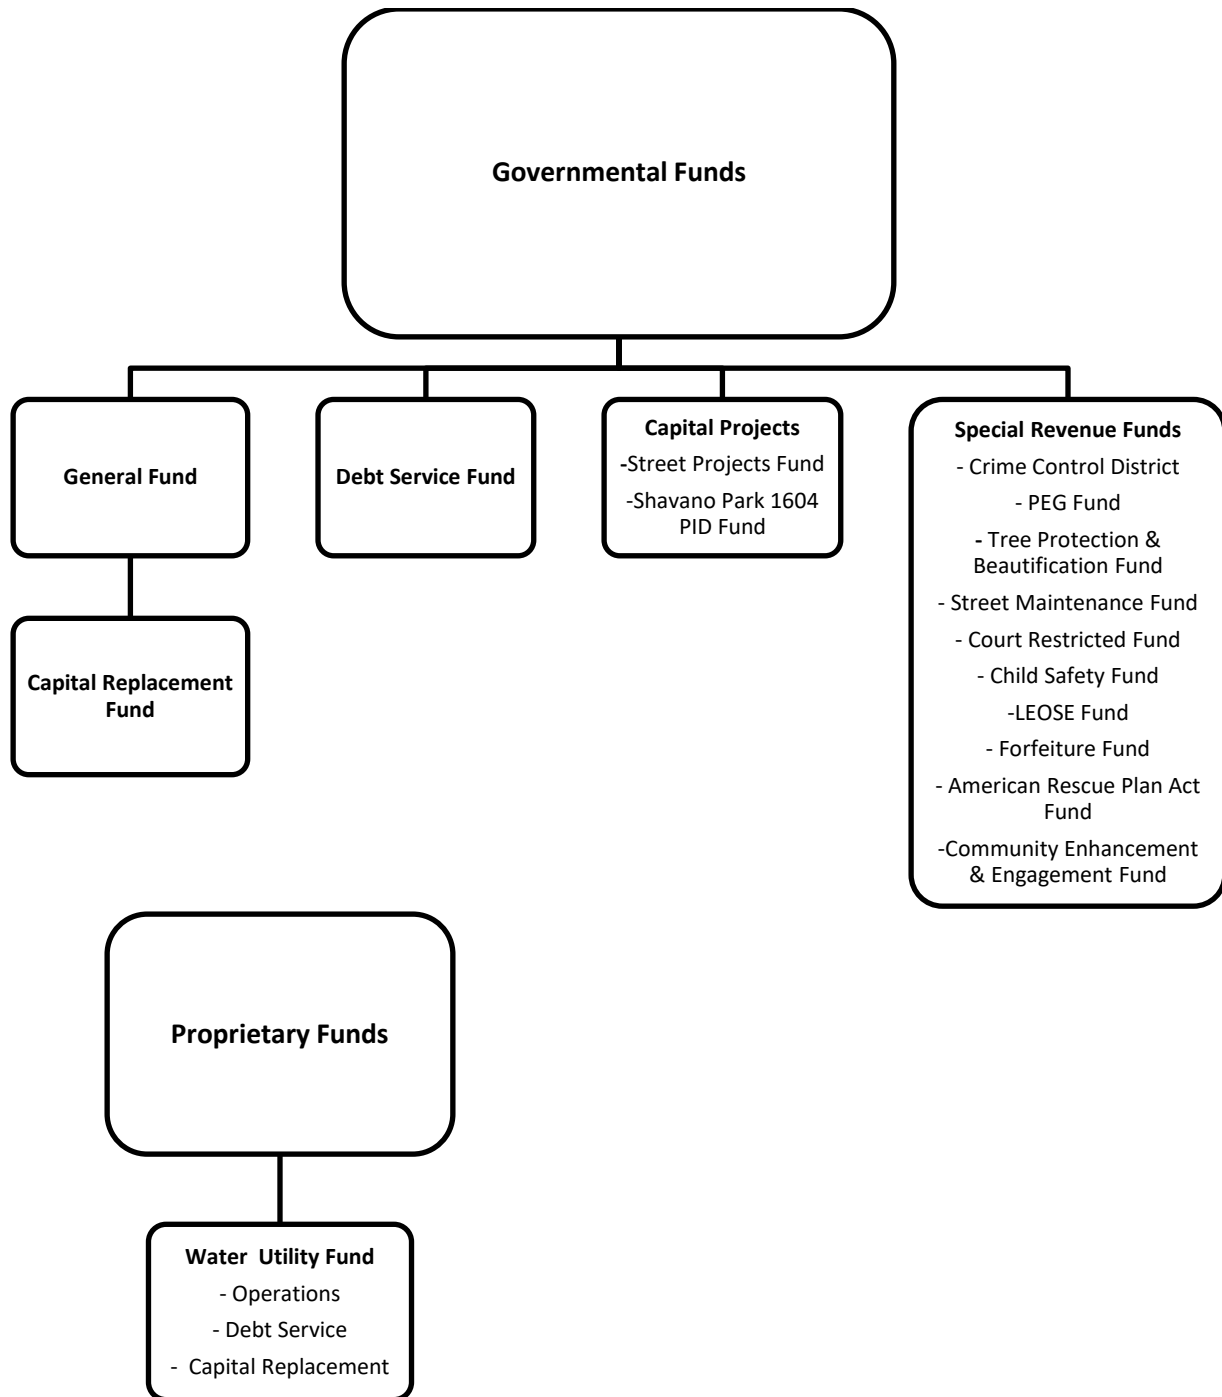 Governmental Funds
General Fund
Debt Service Fund
Capital Projects
-Street Projects Fund
-Shavano Park 1604
PID Fund
Special Revenue Funds
- Crime Control District
- PEG Fund
- Tree Protection &
Beautification Fund
- Street Maintenance Fund
- Court Restricted Fund
- Child Safety Fund
-LEOSE Fund
- Forfeiture Fund
- American Rescue Plan Act
Fund
-Community Enhancement
& Engagement Fund
Capital Replacement
Fund
Proprietary Funds
Water  Utility Fund
- Operations
- Debt Service
-  Capital Replacement